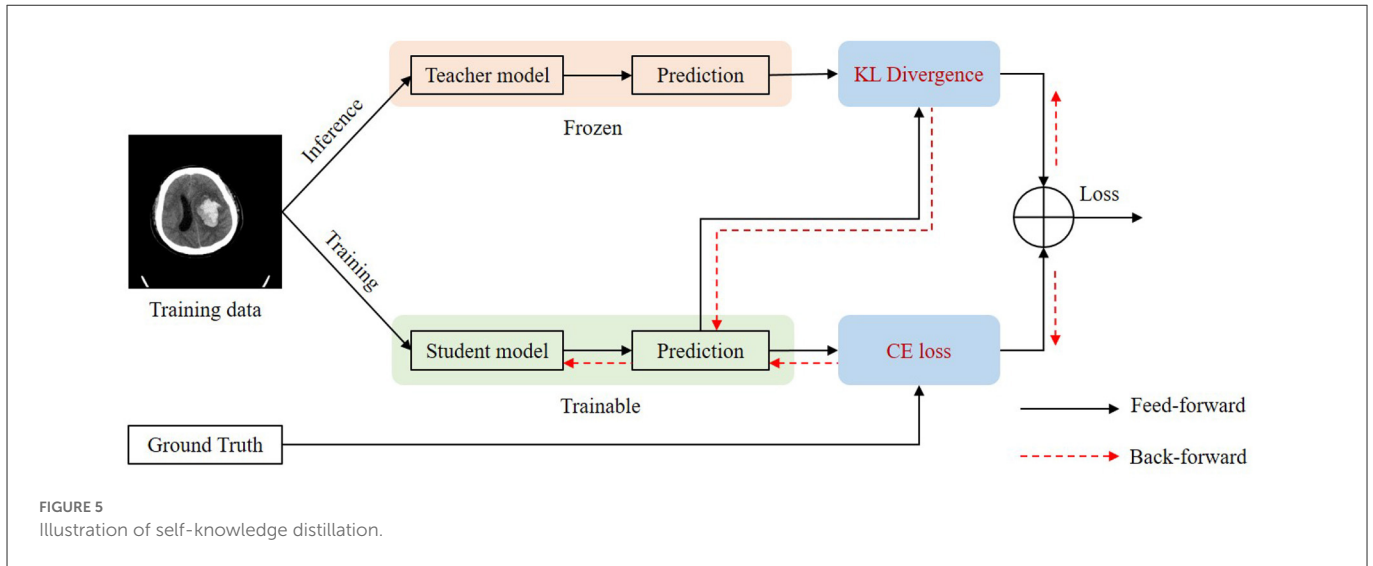 Teacher model
Prediction
KL Divergence
Inference
Frozen
Loss
Training
Training data
Student model
Prediction
CE loss
Trainable
Feed-forward
Ground Truth
Back-forward
FIGURE 5
Illustration of self-knowledge distillation.